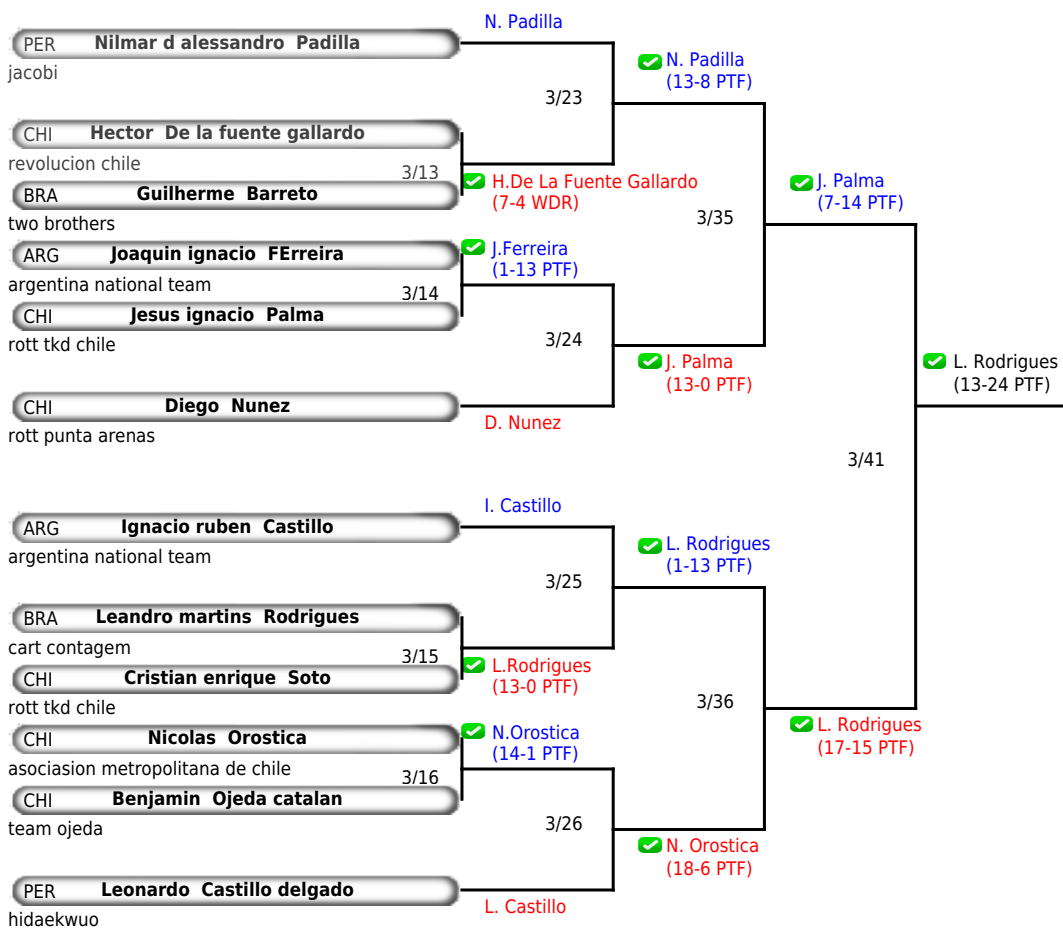 N. Padilla
PER Nilmar d alessandro Padilla
jacobi
N. Padilla
(13-8 PTF)
3/23
CHI Hector De la fuente gallardo
revolucion chile
3/13
H.De La Fuente Gallardo
(7-4 WDR)
BRA Guilherme Barreto
two brothers
J. Palma
(7-14 PTF)
3/35
ARG Joaquin ignacio FErreira
argentina national team
J.Ferreira
(1-13 PTF)
3/14
CHI Jesus ignacio Palma
rott tkd chile
3/24
J. Palma
(13-0 PTF)
L. Rodrigues
(13-24 PTF)
CHI Diego Nunez
rott punta arenas
D. Nunez
3/41
I. Castillo
ARG Ignacio ruben Castillo
argentina national team
L. Rodrigues
(1-13 PTF)
3/25
BRA Leandro martins Rodrigues
cart contagem
3/15
L.Rodrigues
(13-0 PTF)
CHI Cristian enrique Soto
rott tkd chile
3/36
L. Rodrigues
(17-15 PTF)
CHI Nicolas Orostica
asociasion metropolitana de chile
N.Orostica
(14-1 PTF)
3/16
CHI Benjamin Ojeda catalan
team ojeda
3/26
N. Orostica
(18-6 PTF)
PER Leonardo Castillo delgado
hidaekwuo
L. Castillo